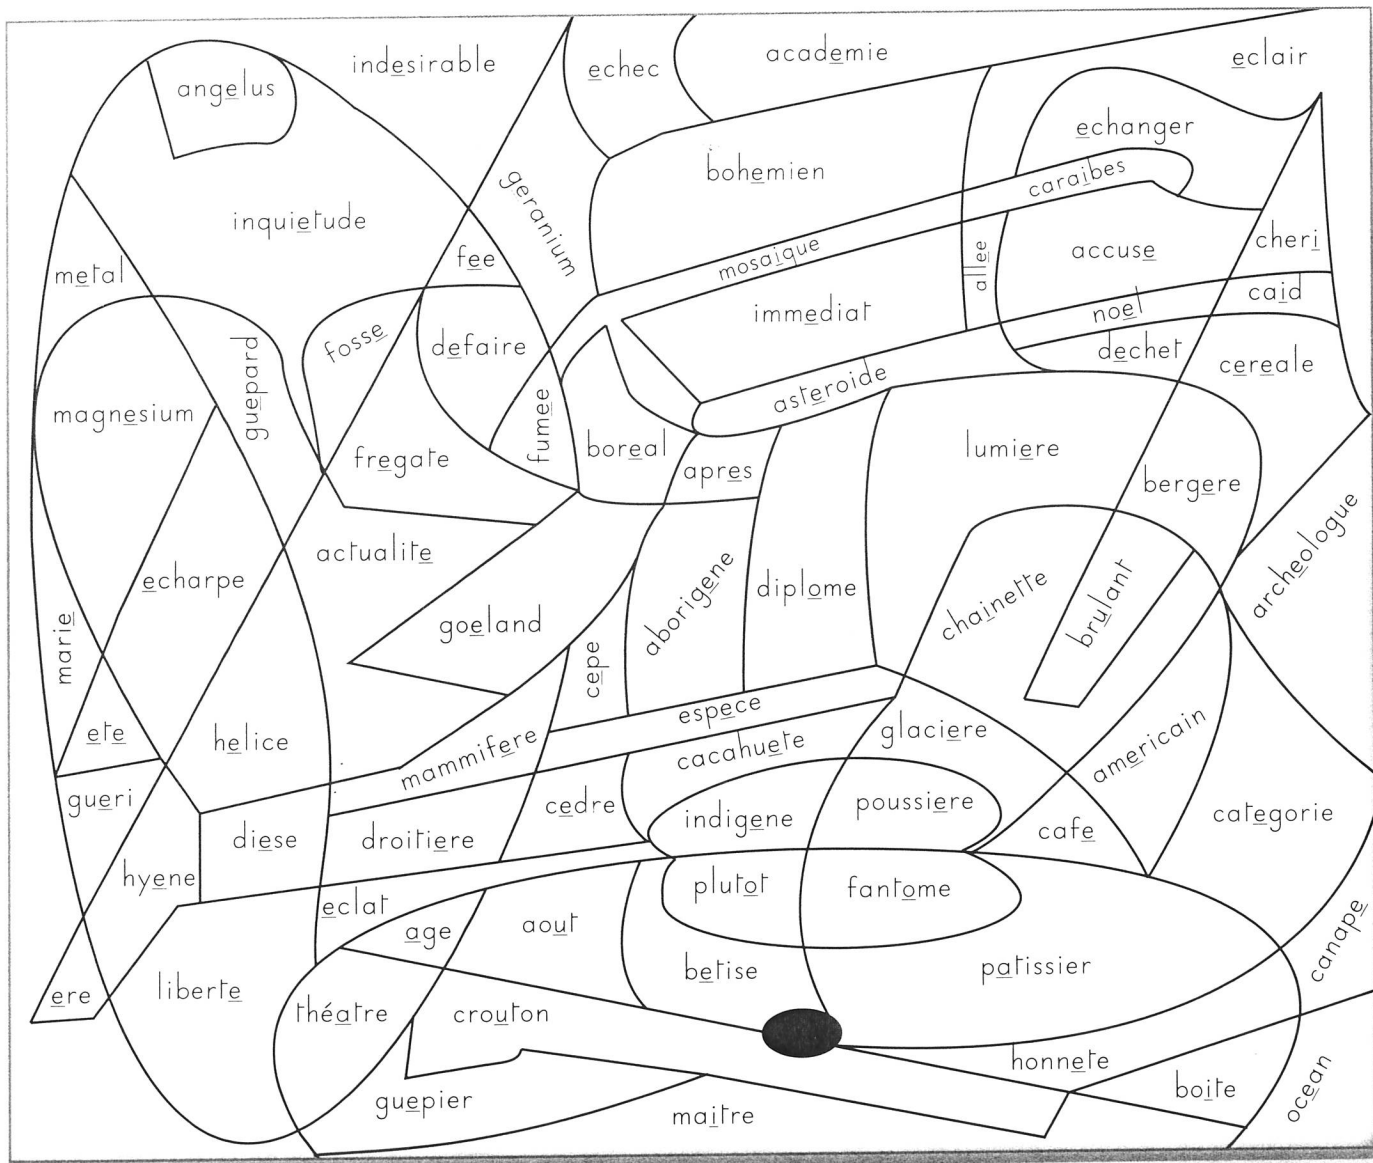 indesirable
echec
academie
eclair
angelus
echanger
bohemien
caraibes
geranium
inquietude
cheri
mosaique
allee
accuse
fee
metal
caid
noel
immediat
fosse
defaire
dechet
cereale
guepard
asteroide
magnesium
fumee
boreal
lumiere
fregate
apres
bergere
archeologue
actualite
echarpe
aborigene
diplome
chainette
brulant
goeland
marie
cepe
espece
ete
helice
mammifere
cacahuete
glaciere
americain
gueri
cedre
indigene
poussiere
categorie
diese
droitiere
cafe
hyene
plutot
fantome
eclat
age
aout
canape
betise
patissier
ere
liberte
théatre
crouton
honnete
boite
ocean
guepier
maitre